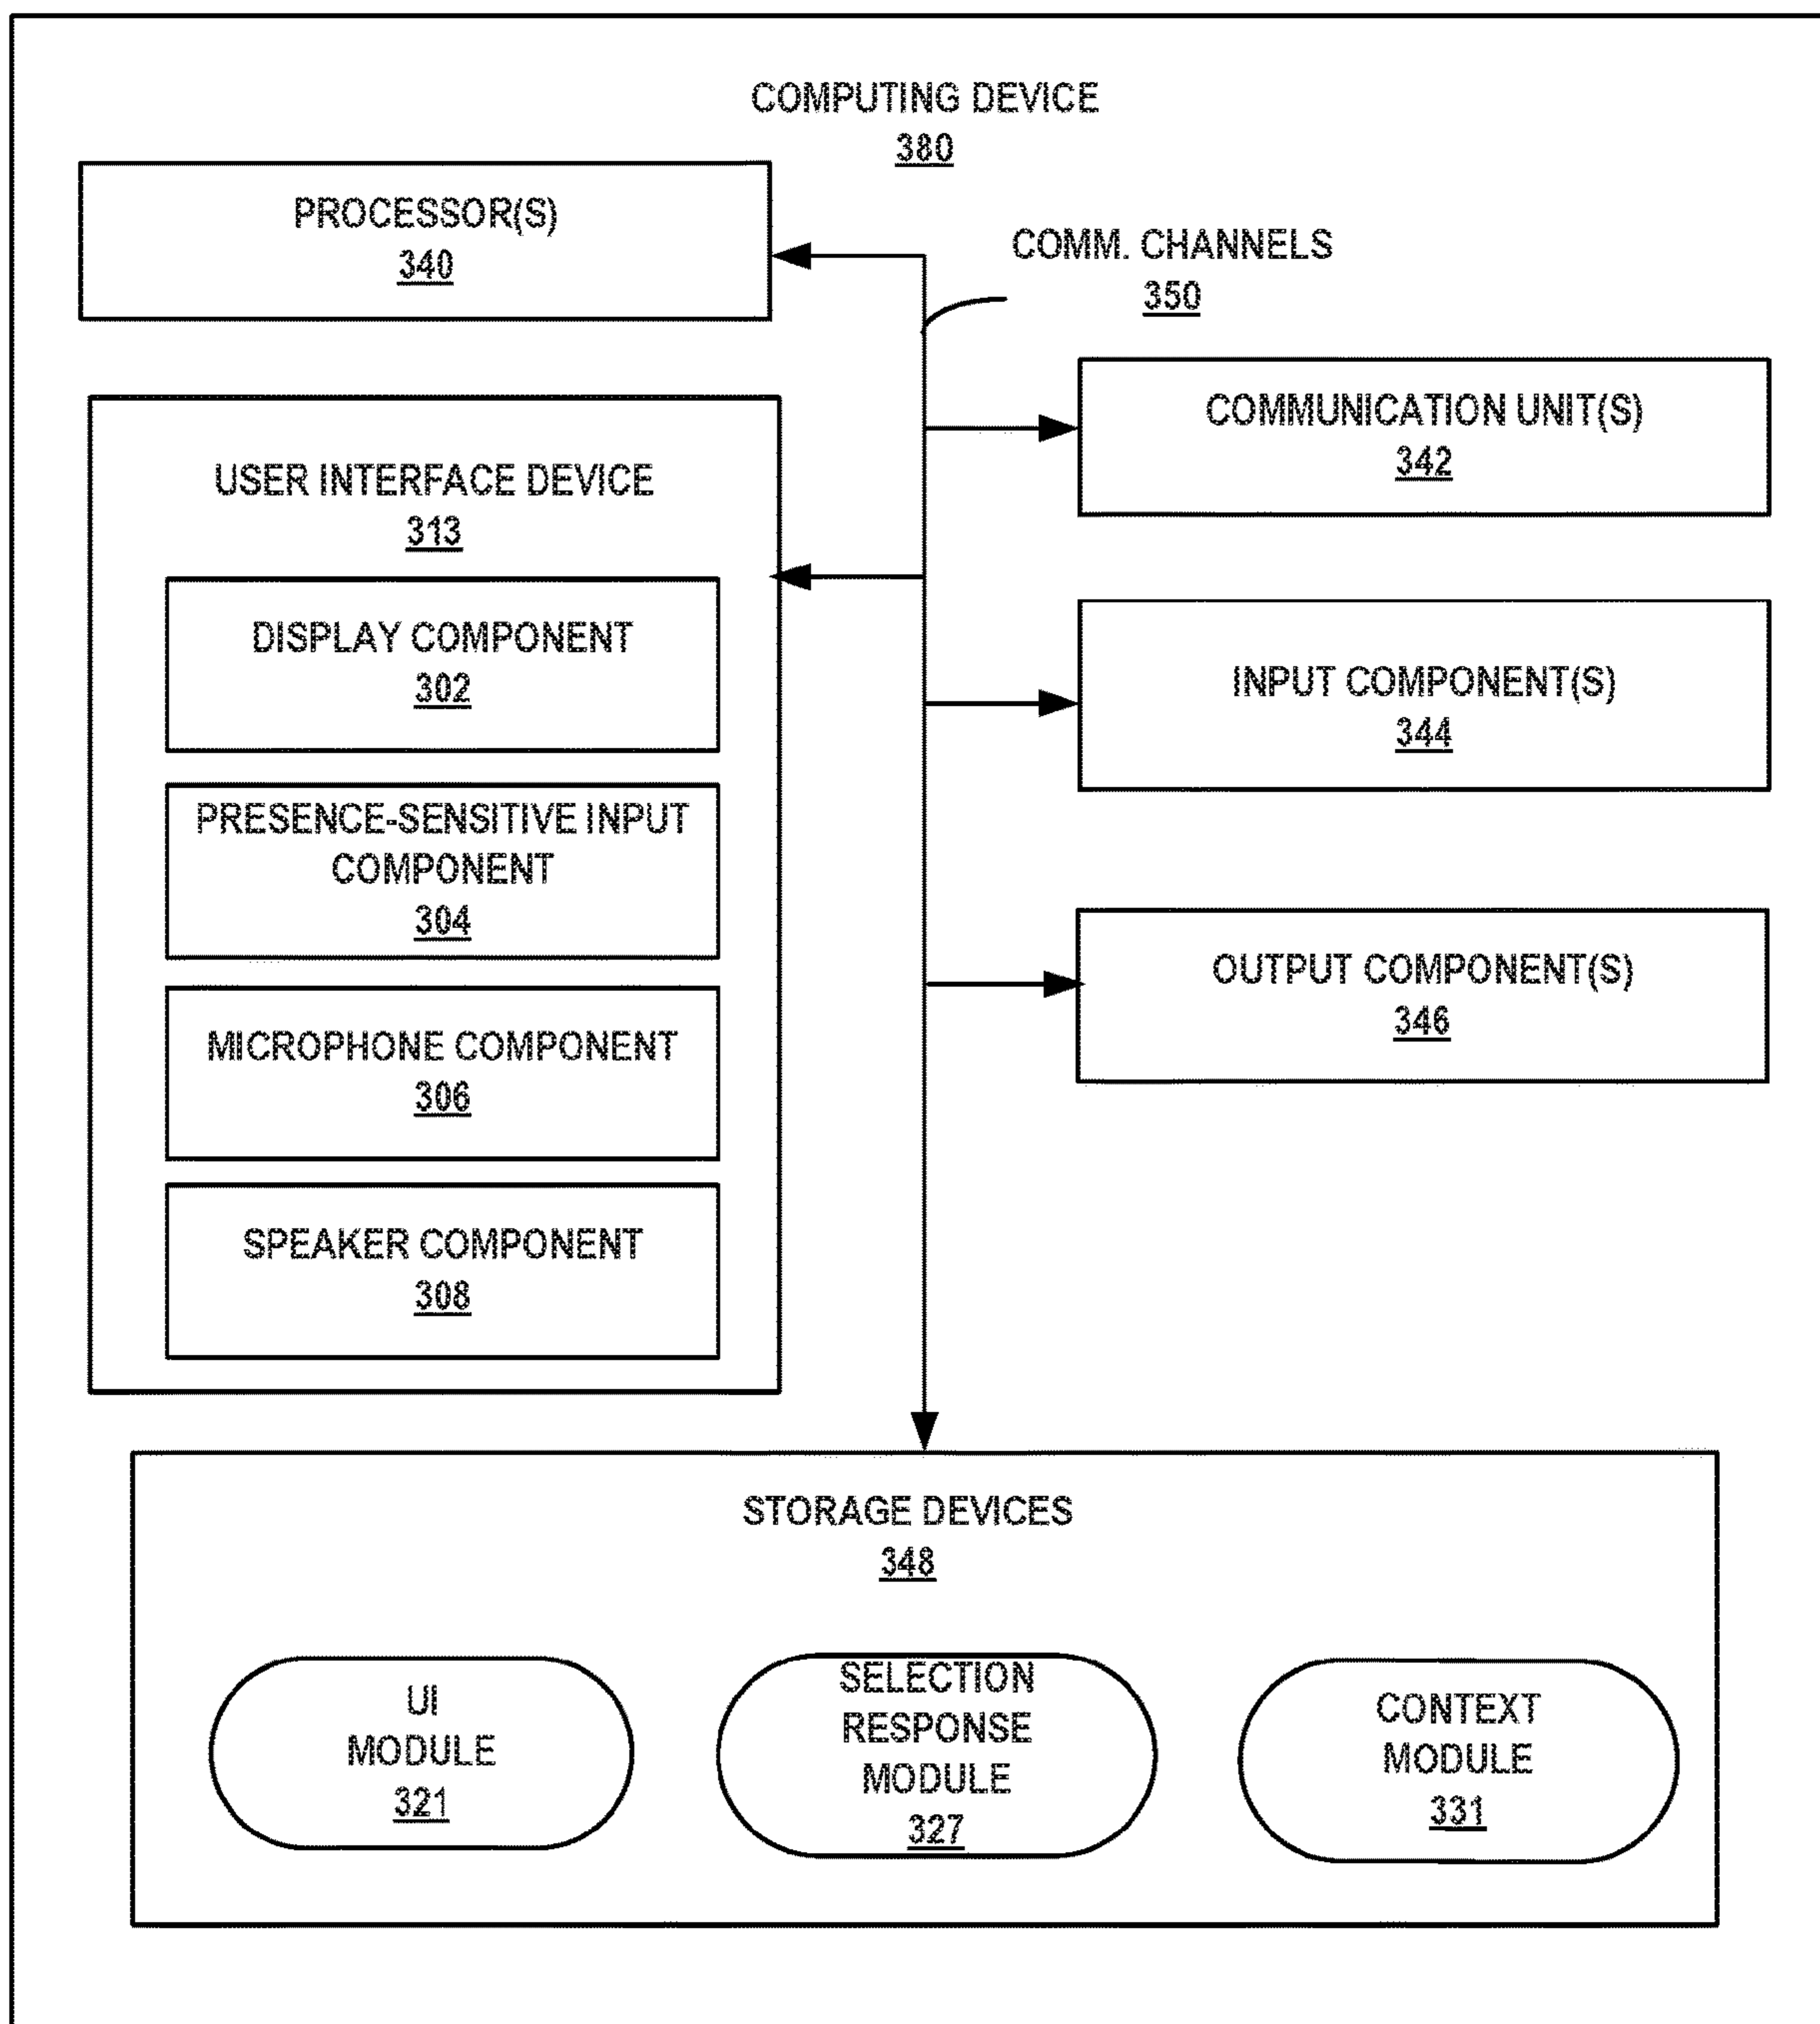 COMPUTING DEVICE
380
PROCESSOR(S)
340
COMM. CHANNELS
350
COMMUNICATION UNIT(S)
342
USER INTERFACE DEVICE
313
DISPLAY COMPONENT
302
INPUT COMPONENT(S)
344
PRESENCE-SENSITIVE INPUT
COMPONENT
304
OUTPUT COMPONENT(S)
346
MICROPHONE COMPONENT
306
SPEAKER COMPONENT
308
STORAGE DEVICES
348
UI
MODULE
321
SELECTION
RESPONSE
MODULE
327
CONTEXT
MODULE
331